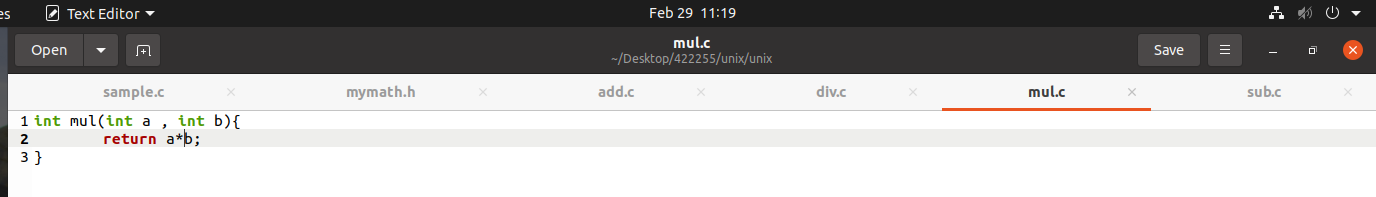 es Text Editor Feb 29 11:19
Open mul.c Save
~/Desktop/422255/unix/unix
sample.c mymath.h add.c div.c mul.c sub.c
1 int mul(int a , int b){
2 return a*b;
3 }